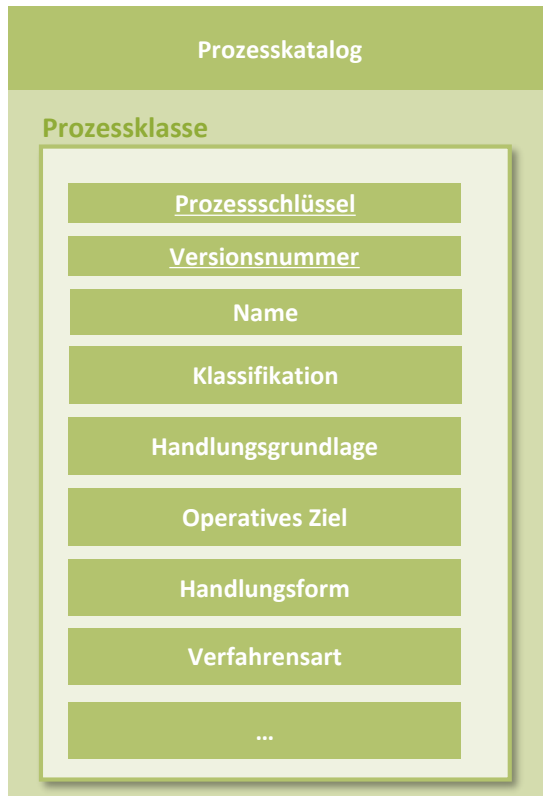 Prozesskatalog
Prozessklasse
Prozessschlüssel
Versionsnummer
Name
Klassifikation
Handlungsgrundlage
Operatives Ziel
Handlungsform
Verfahrensart
...